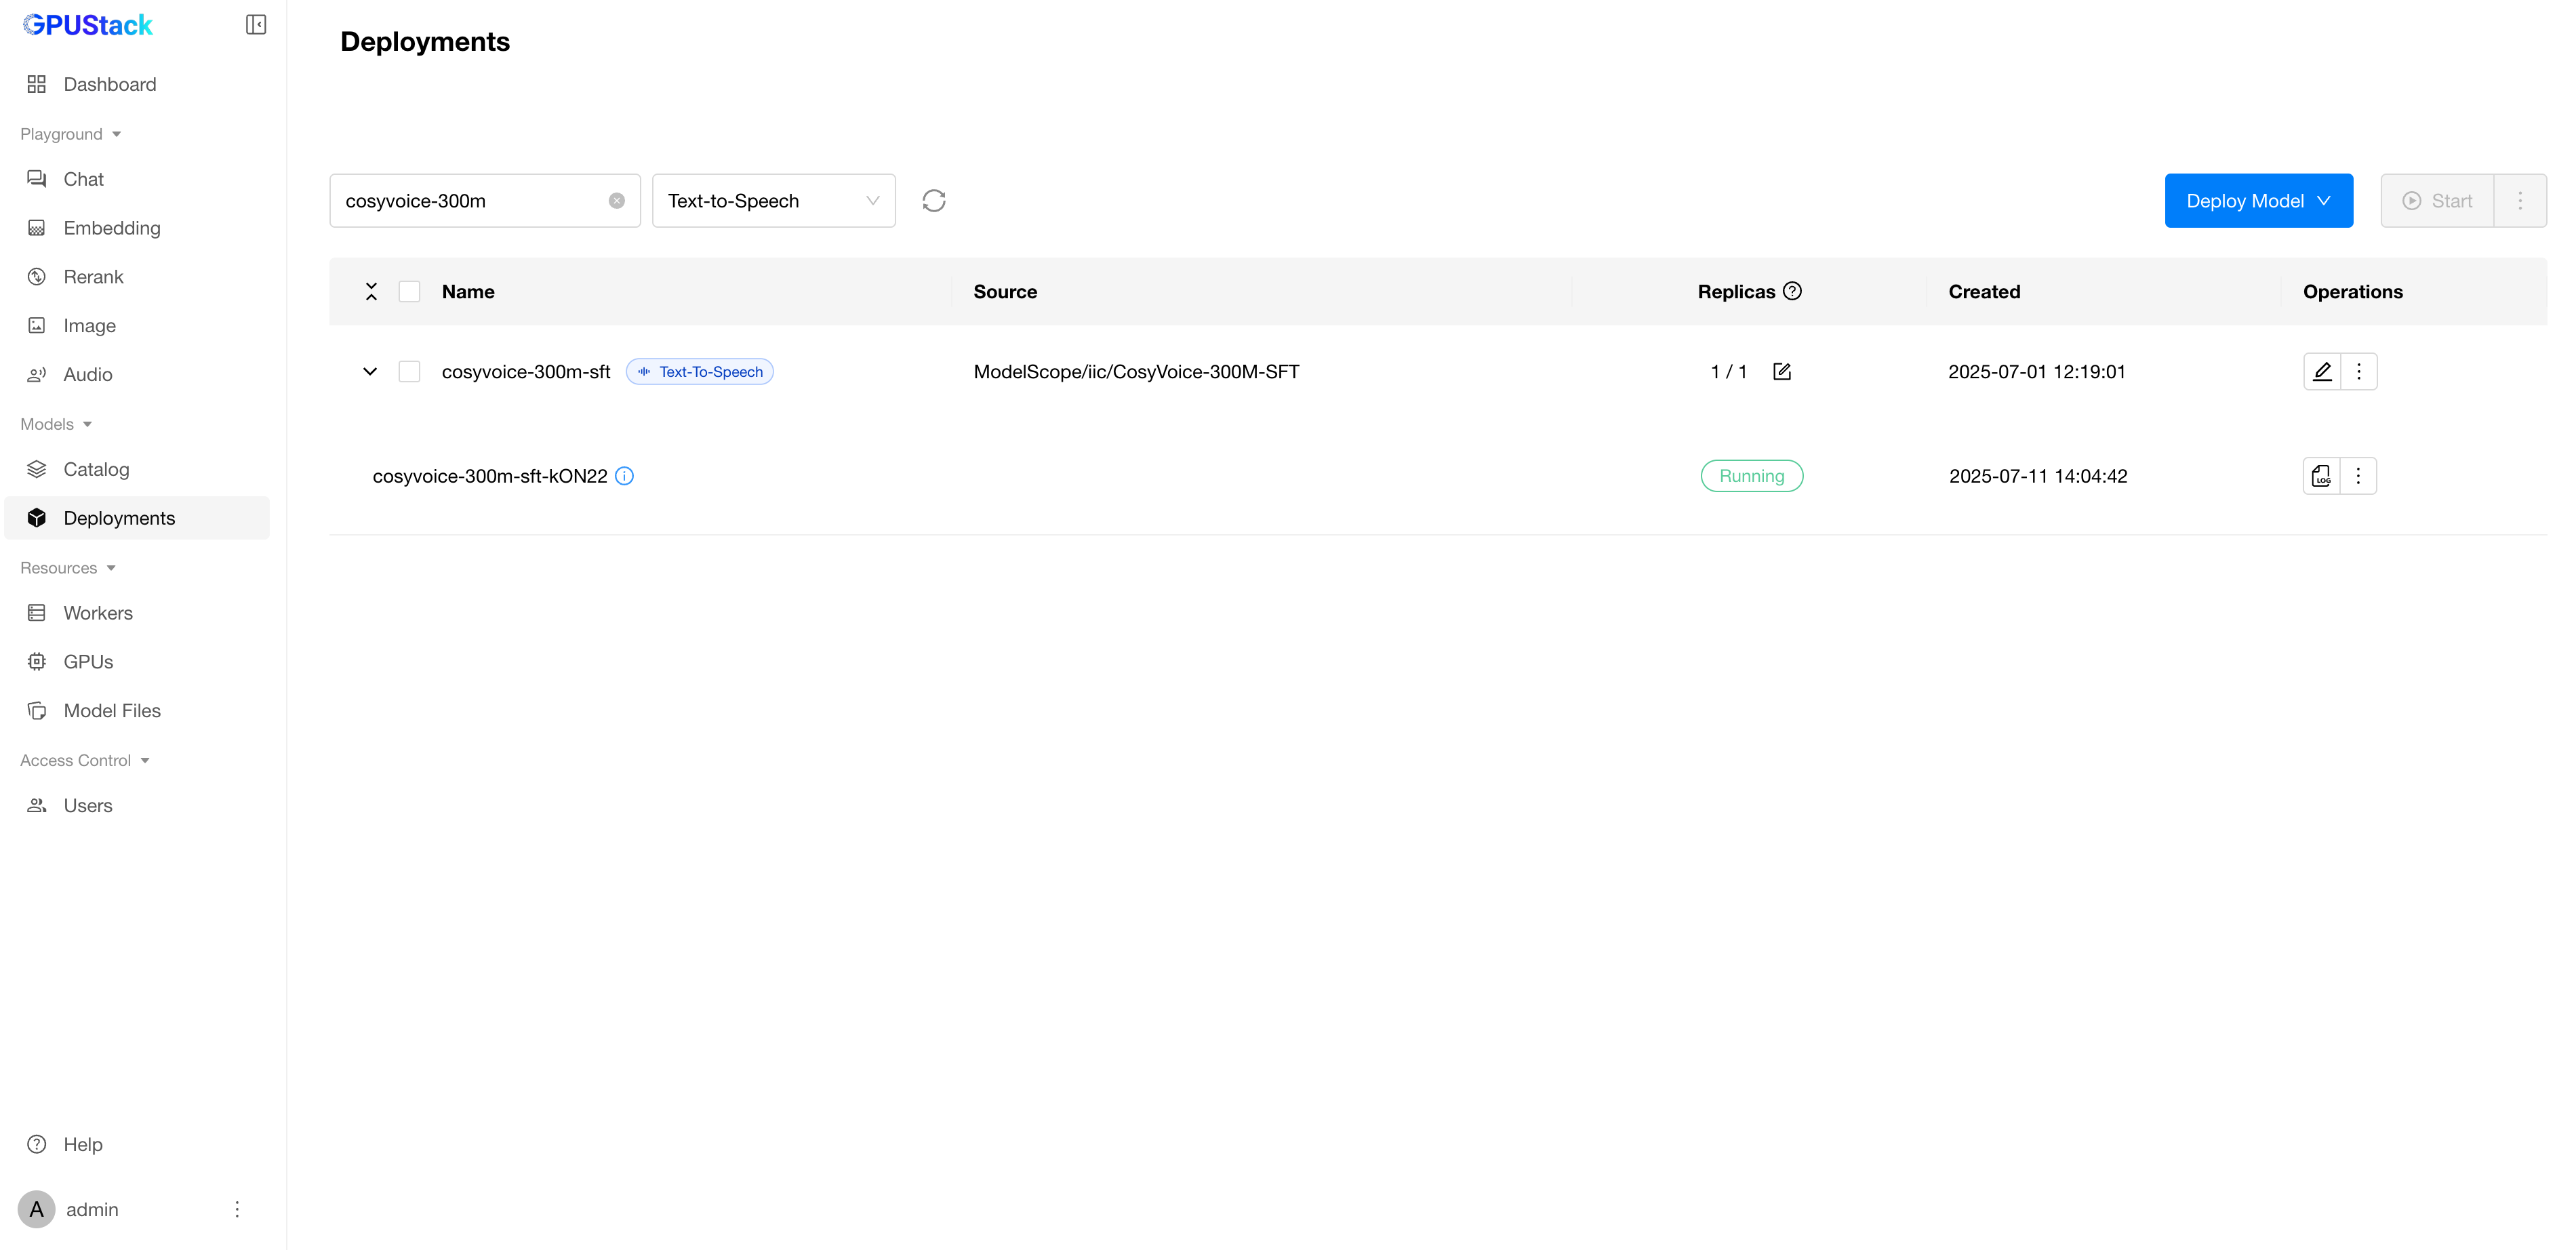 GPUStack
Dashboard
Playground
Chat
Embedding
Rerank
Image
Audio
Models
Catalog
Deployments
Resources
Workers
GPUs
Model Files
Access Control
Users
Help
A admin
Deployments
cosyvoice-300m Text-to-Speech Deploy Model Start
Name Source Replicas Created Operations
cosyvoice-300m-sft Text-To-Speech ModelScope/iic/CosyVoice-300M-SFT 1 / 1 2025-07-01 12:19:01
cosyvoice-300m-sft-kON22 Running 2025-07-11 14:04:42 LOG